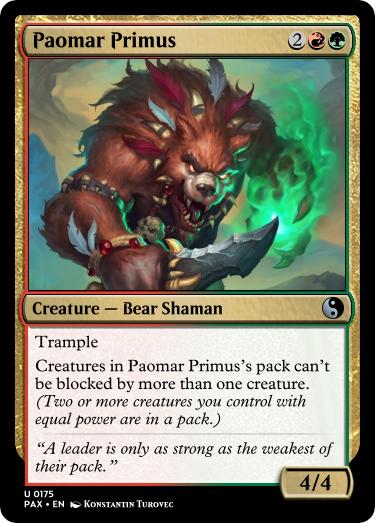 Paomar Primus 2
Creature — Bear Shaman
Trample
Creatures in Paomar Primus's pack can't
be blocked by more than one creature.
(Two or more creatures you control with
equal power are in a pack.)
"A leader is only as strong as the weakest of
their pack."
4/4
U 0175
PAX • EN Konstantin Turovec